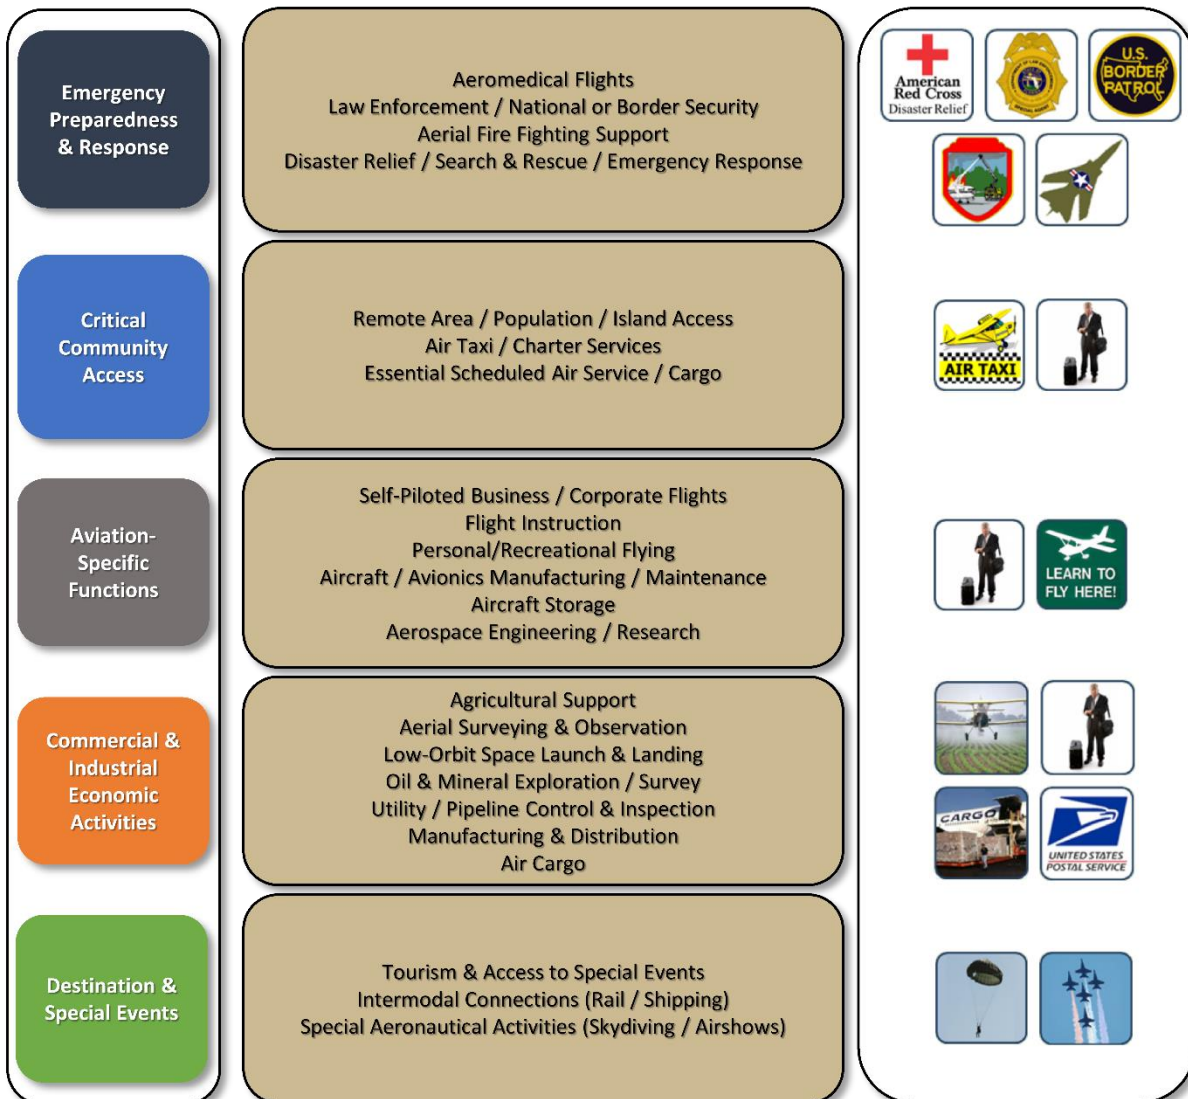 Emergency
Preparedness
& Response
Aeromedical Flights
Law Enforcement / National or Border Security
Aerial Fire Fighting Support
Disaster Relief / Search & Rescue / Emergency Response
American
Red Cross
Disaster Relief
U.S.
BORDER
PATROL
Critical
Community
Access
Remote Area / Population / Island Access
Air Taxi / Charter Services
Essential Scheduled Air Service / Cargo
AIR TAXI
Aviation-
Specific
Functions
Self-Piloted Business / Corporate Flights
Flight Instruction
Personal/Recreational Flying
Aircraft / Avionics Manufacturing / Maintenance
Aircraft Storage
Aerospace Engineering / Research
LEARN TO
FLY HERE!
Commercial &
Industrial
Economic
Activities
Agricultural Support
Aerial Surveying & Observation
Low-Orbit Space Launch & Landing
Oil & Mineral Exploration / Survey
Utility / Pipeline Control & Inspection
Manufacturing & Distribution
Air Cargo
CARGO
UNITED STATES
POSTAL SERVICE
Destination &
Special Events
Tourism & Access to Special Events
Intermodal Connections (Rail / Shipping)
Special Aeronautical Activities (Skydiving / Airshows)